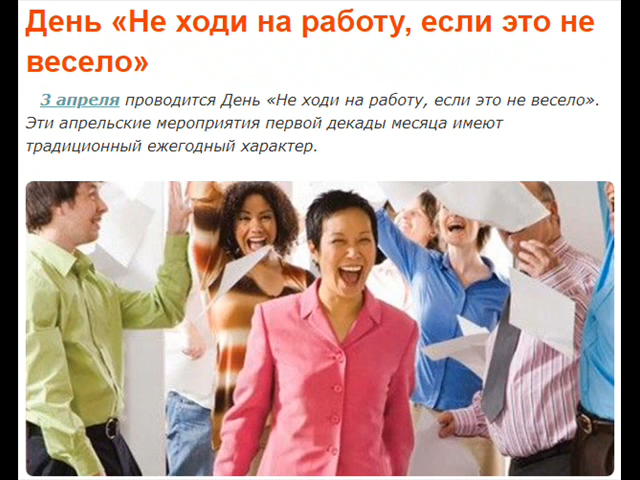 День «Не ходи на работу, если это не
весело»
3 апреля проводится День «Не ходи на работу, если это не весело».
Эти апрельские мероприятия первой декады месяца имеют
традиционный ежегодный характер.